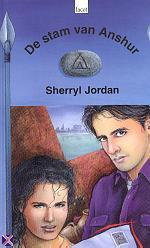 facet
De stam van Anshur
Sherryl Jordan